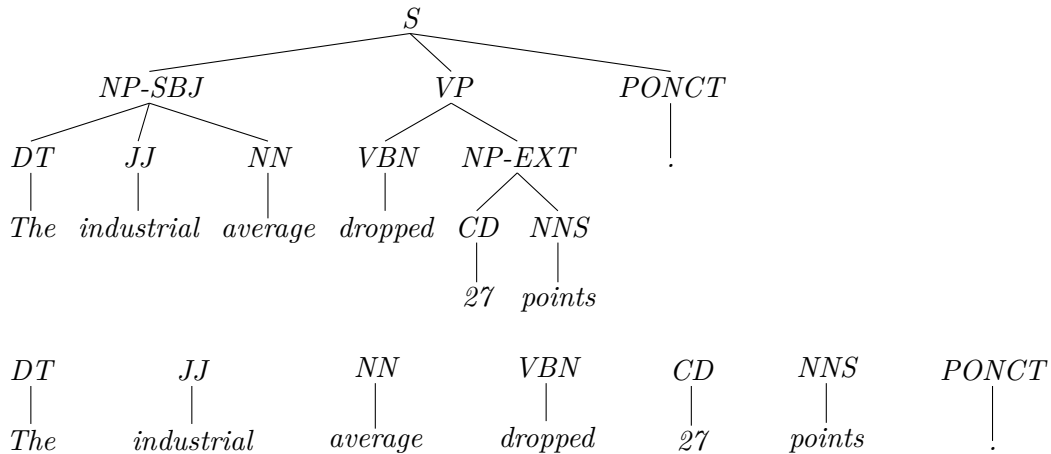 S
NP-SBJ VP PONCT
DT JJ NN VBN NP-EXT .
The industrial average dropped CD NNS
27 points
DT JJ NN VBN CD NNS PONCT
The industrial average dropped 27 points .